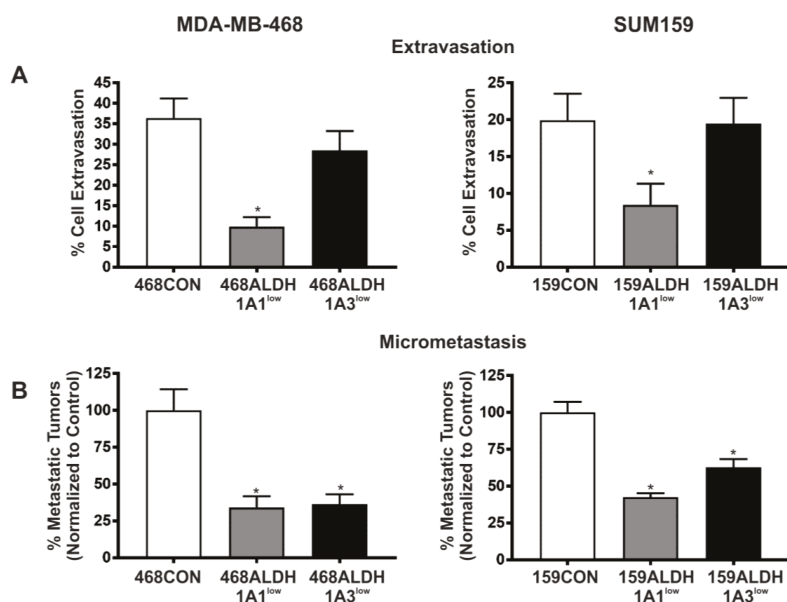 MDA-MB-468
SUM159
Extravasation
A
% Cell Extravasation
45
40
35
30
25
20
15
10
5
0
*
468CON
468ALDH
1A1low
468ALDH
1A3low
% Cell Extravasation
25
20
15
10
5
0
*
159CON
159ALDH
1A1low
159ALDH
1A3low
Micrometastasis
B
% Metastatic Tumors
(Normalized to Control)
125
100
75
50
25
0
*
*
468CON
468ALDH
1A1low
468ALDH
1A3low
% Metastatic Tumors
(Normalized to Control)
125
100
75
50
25
0
*
*
159CON
159ALDH
1A1low
159ALDH
1A3low